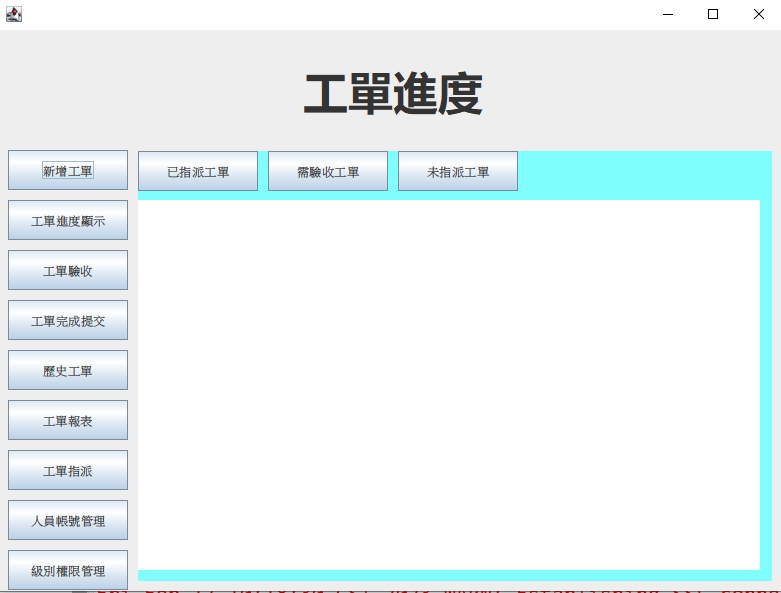 工單進度
新增工單
已指派工單
需驗收工單
未指派工單
工單進度顯示
工單驗收
工單完成提交
歷史工單
工單報表
工單指派
人員帳號管理
級別權限管理